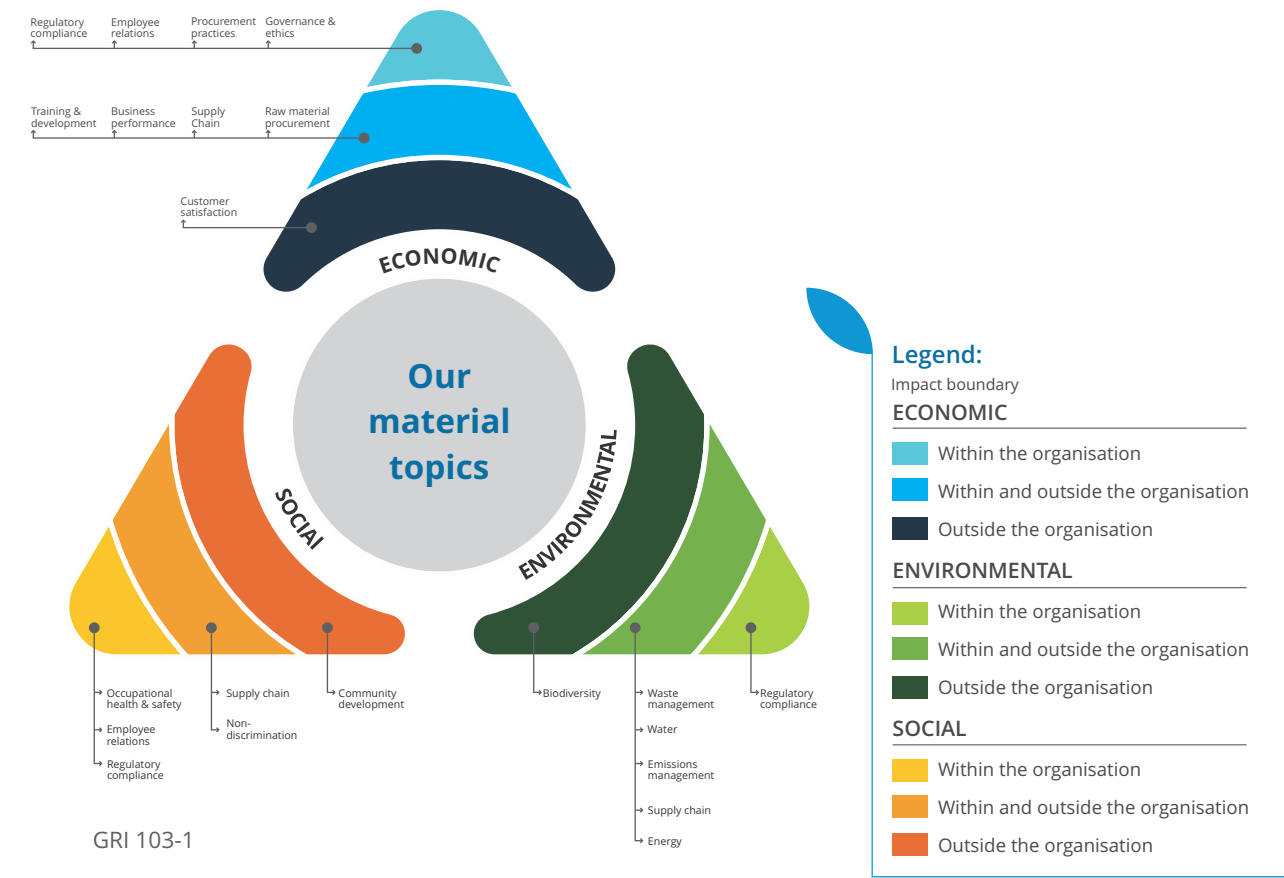 Regulatory
compliance
Employee
relations
Procurement
practices
Governance &
ethics
Training &
development
Business
performance
Supply
Chain
Raw material
procurement
Customer
satisfaction
ECONOMIC
Our
material
topics
SOCIAL
ENVIRONMENTAL
Occupational
health & safety
Employee
relations
Regulatory
compliance
Supply chain
Non-
discrimination
Community
development
Biodiversity
Waste
management
Water
Emissions
management
Supply chain
Energy
Regulatory
compliance
GRI 103-1
Legend:
Impact boundary
ECONOMIC
Within the organisation
Within and outside the organisation
Outside the organisation
ENVIRONMENTAL
Within the organisation
Within and outside the organisation
Outside the organisation
SOCIAL
Within the organisation
Within and outside the organisation
Outside the organisation